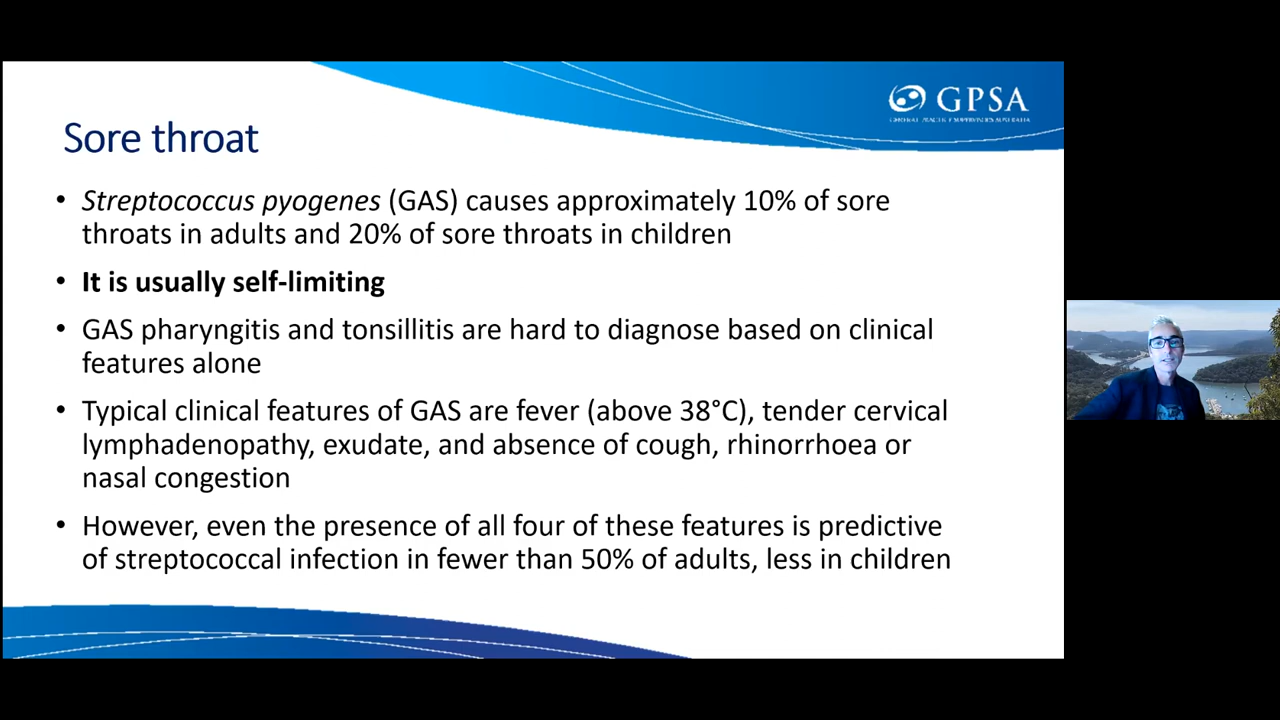 GPSA
GENERAL PRACTICE SUPERVISORS AUSTRALIA
Sore throat
• Streptococcus pyogenes (GAS) causes approximately 10% of sore
throats in adults and 20% of sore throats in children
• It is usually self-limiting
• GAS pharyngitis and tonsillitis are hard to diagnose based on clinical
features alone
• Typical clinical features of GAS are fever (above 38°C), tender cervical
lymphadenopathy, exudate, and absence of cough, rhinorrhoea or
nasal congestion
• However, even the presence of all four of these features is predictive
of streptococcal infection in fewer than 50% of adults, less in children